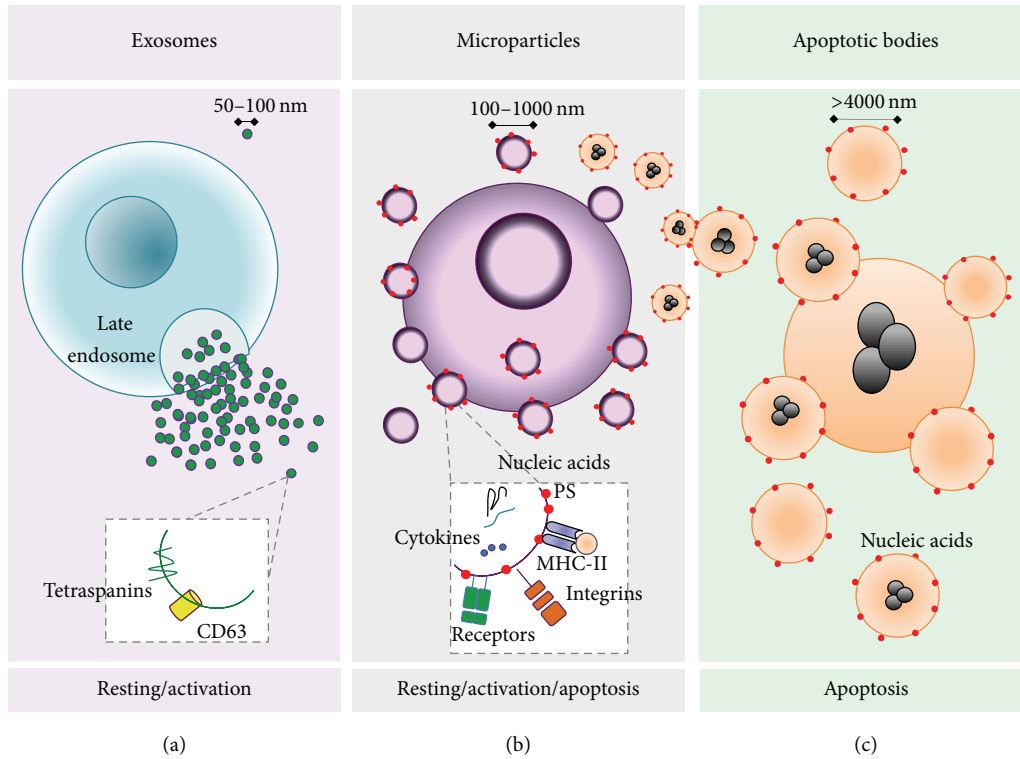 Exosomes
Microparticles
Apoptotic bodies
50–100 nm
100–1000 nm
>4000 nm
Late
endosome
Tetraspanins
CD63
Nucleic acids
PS
Cytokines
MHC-II
Integrins
Receptors
Nucleic acids
Resting/activation
Resting/activation/apoptosis
Apoptosis
(a)
(b)
(c)